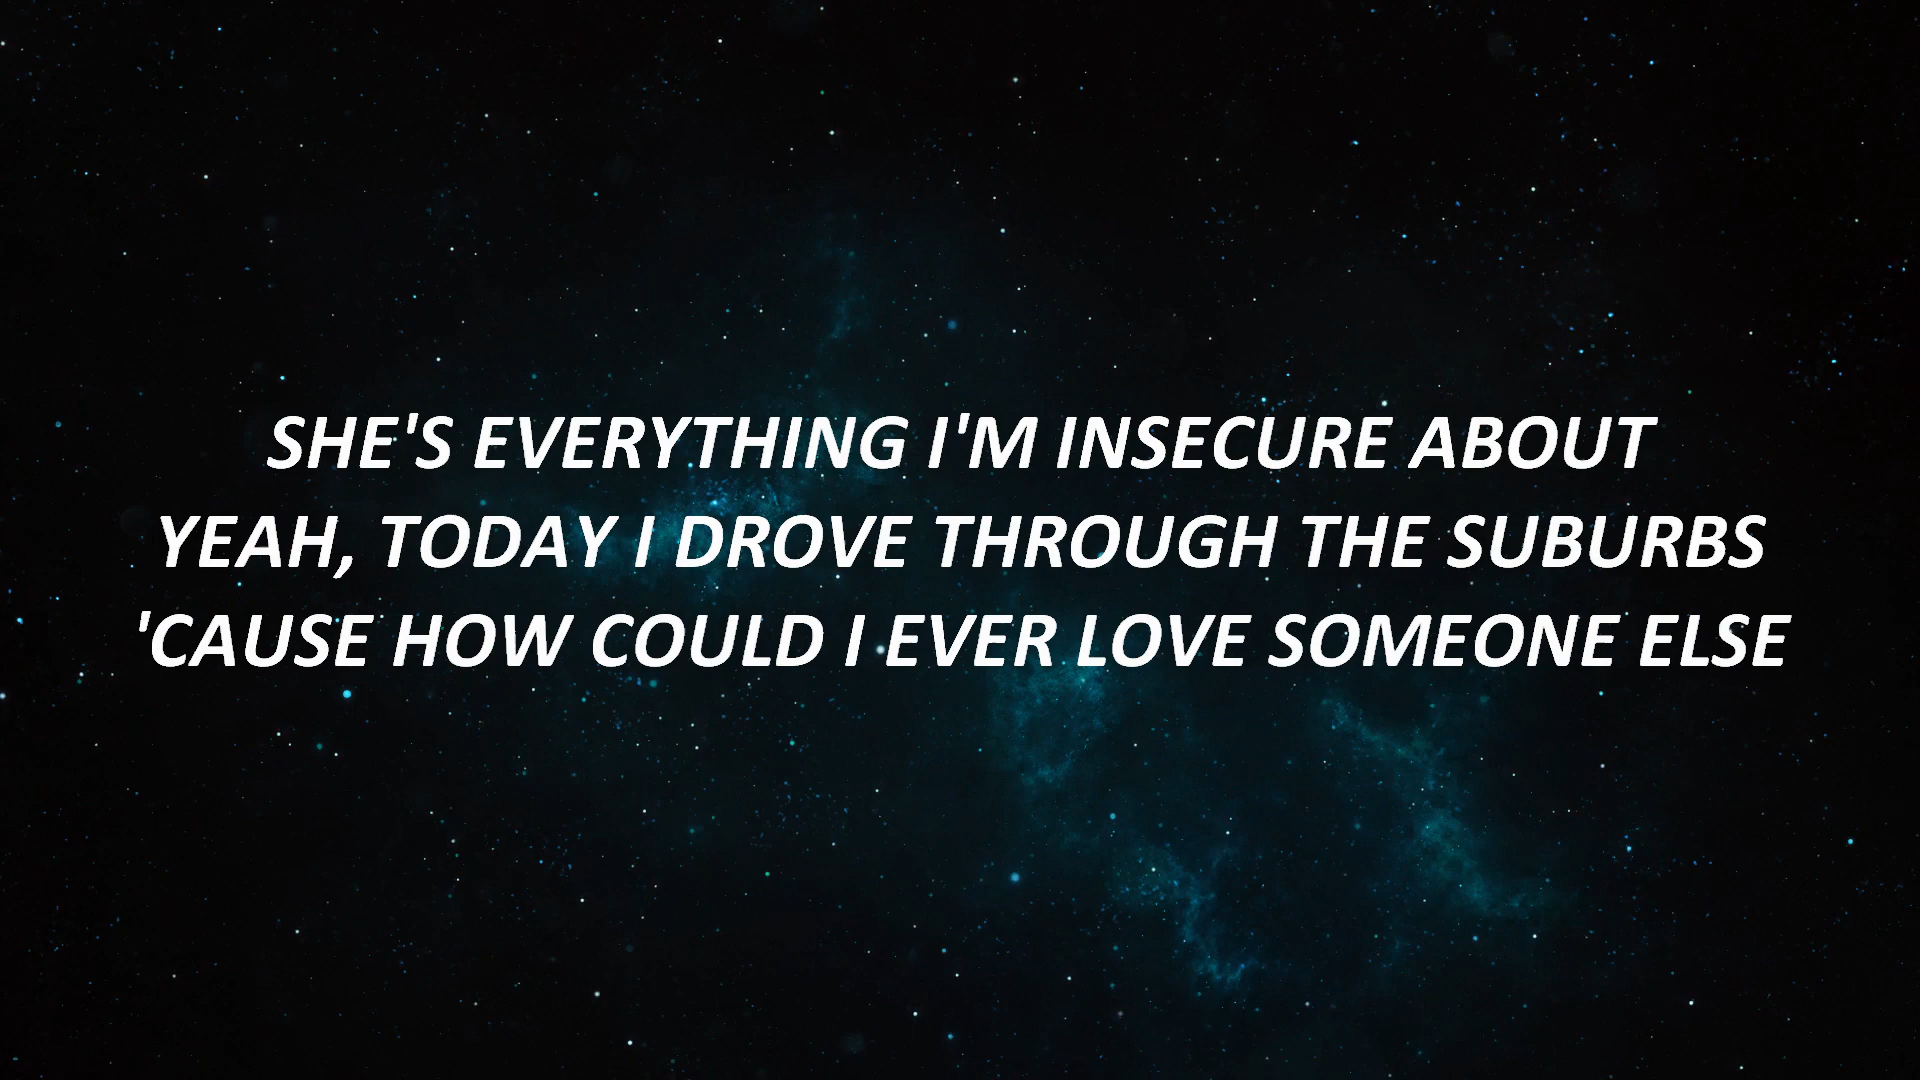 SHE'S EVERYTHING I'M INSECURE ABOUT
YEAH, TODAY I DROVE THROUGH THE SUBURBS
'CAUSE HOW COULD I EVER LOVE SOMEONE ELSE